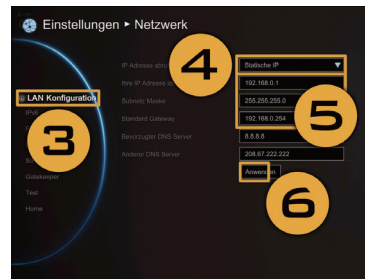 Einstellungen ▸ Netzwerk
4
IP Adresse
Statische IP
Ihre IP Adresse
192.168.0.1
LAN Konfiguration
Subnetz Maske
255.255.255.0
5
IPv6
Standard Gateway
192.168.0.254
3
Bevorzugter DNS Server
8.8.8.8
Anderer DNS Server
208.67.222.222
Gatekeeper
Anwenden
Test
6
Home